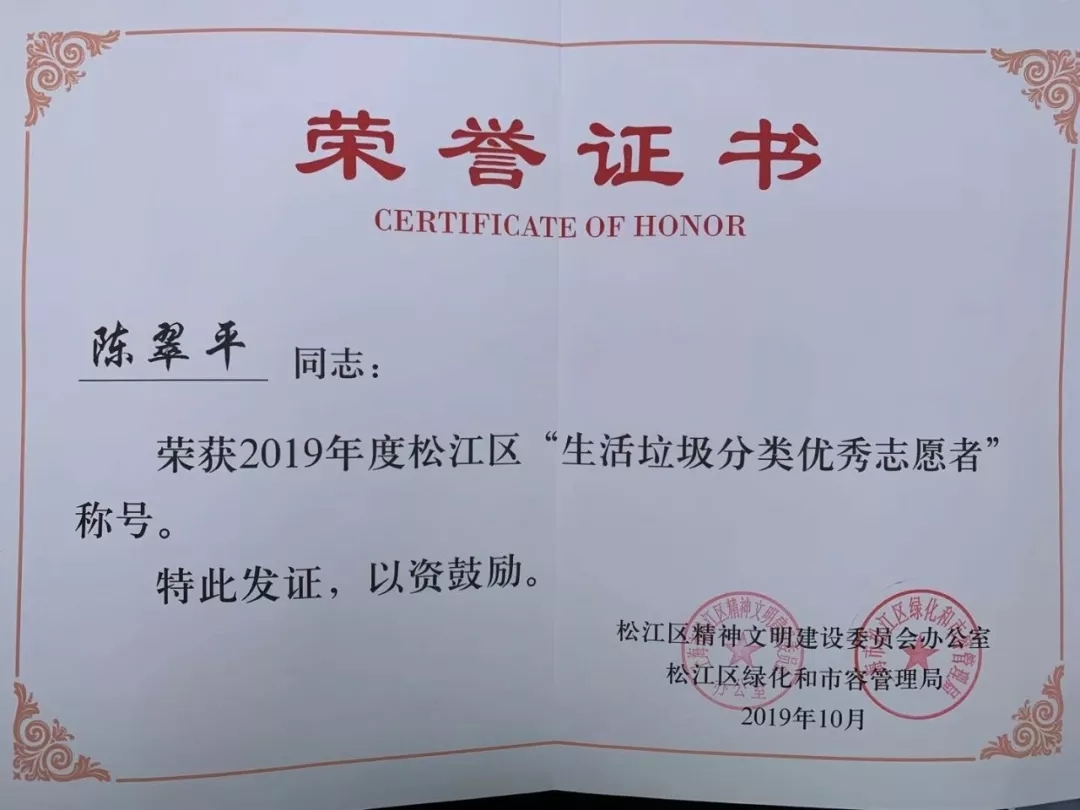 荣誉证书
CERTIFICATE OF HONOR
陈翠平 同志：
荣获2019年度松江区“生活垃圾分类优秀志愿者”
称号。
特此发证，以资鼓励。
松江区精神文明建设委员会办公室
松江区绿化和市容管理局
2019年10月